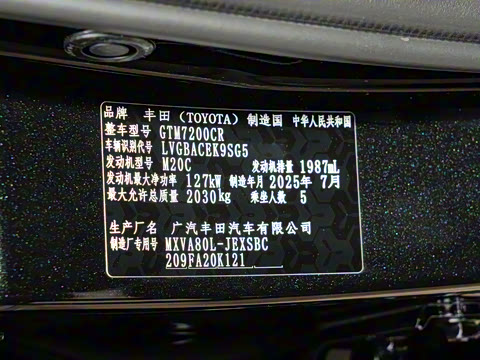 品牌 丰田（TOYOTA）制造国 中华人民共和国
整车型号 GTM7200CR
车辆识别代号 LVGBACEK9SG5
发动机型号 M20C 发动机排量 1987mL
发动机最大净功率 127kW 制造年月 2025年 7月
最大允许总质量 2030kg 乘坐人数 5
生产厂名 广汽丰田汽车有限公司
制造厂专用号 MXVA80L-JEXSBC
209FA20K121